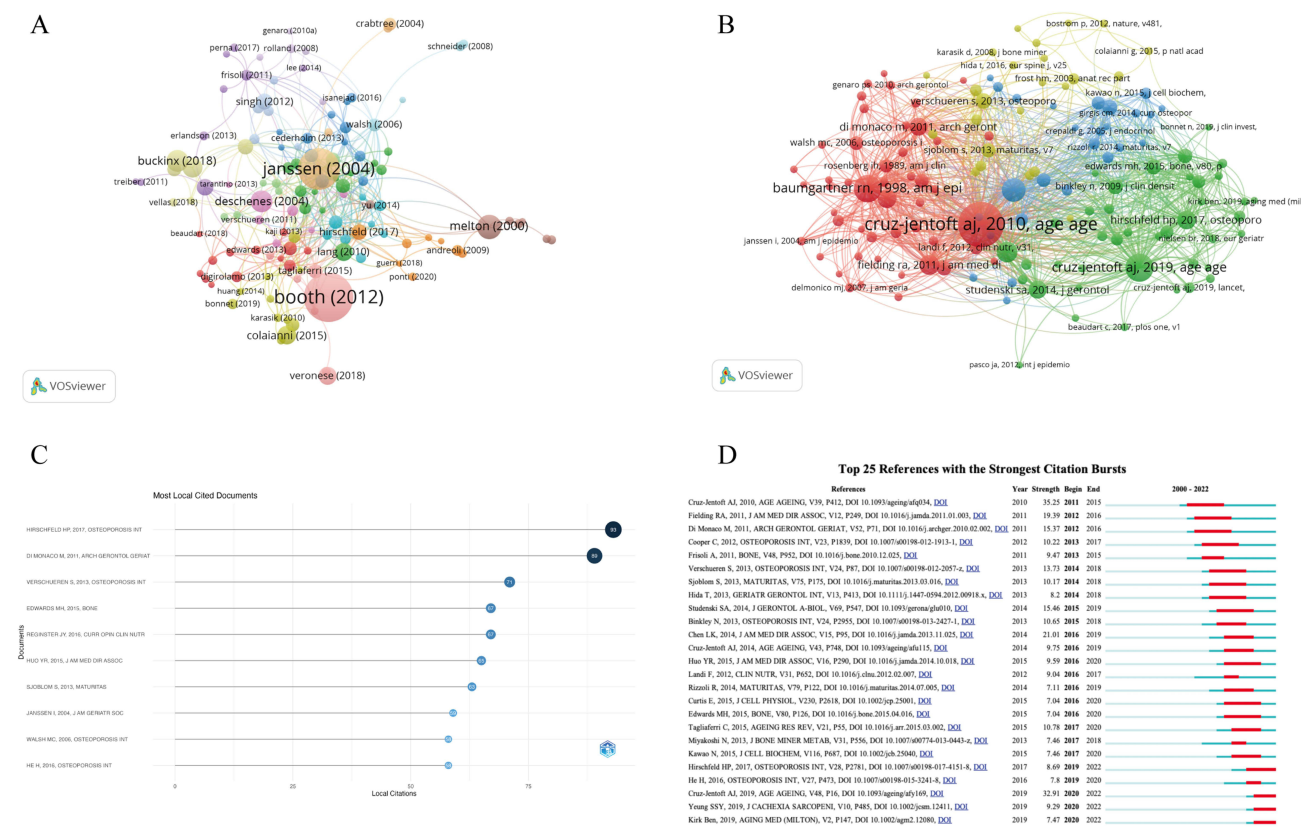 A
crabtree (2004)
genaro (2010a)
schneider (2008)
perna (2017)
rolland (2008)
lee (2014)
frisoli (2011)
isanejad (2016)
singh (2012)
walsh (2006)
erlandson (2013)
cederholm (2013)
buckinx (2018)
janssen (2004)
treiber (2011)
tarantino (2013)
deschenes (2004)
vellas (2018)
yu (2014)
verschueren (2011)
melton (2000)
beaudart (2018)
kaji (2013)
hirschfeld (2017)
edwards (2013)
lang (2010)
andreoli (2009)
guerri (2018)
digirolamo (2013)
tagliaferri (2015)
ponti (2020)
huang (2014)
booth (2012)
bonnet (2019)
karasik (2010)
colaianni (2015)
veronese (2018)
VOSviewer
B
bostrom p, 2012, nature, v481,
karasik d, 2008, j bone miner
colaianni g, 2015, p natl acad
hida t, 2016, eur spine j, v25
genaro ps, 2010, arch gerontol
frost hm, 2003, anat rec part
kawao n, 2015, j cell biochem,
verschueren s, 2013, osteoporo
girgis cm, 2014, curr osteopor
di monaco m, 2011, arch geront
crepaldi g, 2005, j endocrinol
bonnet n, 2019, j clin invest,
walsh mc, 2006, osteoporosis i
sjoblom s, 2013, maturitas, v7
rizzoli r, 2014, maturitas, v7
rosenberg ih, 1989, am j clin
edwards mh, 2015, bone, v80, p
baumgartner rn, 1998, am j epi
binkley n, 2009, j clin densit
kirk ben, 2019, aging med (mil
cruz-jentoft aj, 2010, age age
hirschfeld hp, 2017, osteoporo
janssen i, 2004, am j epidemio
landi f, 2012, clin nutr, v31,
nielsen br, 2018, eur geriatr
fielding ra, 2011, j am med di
cruz-jentoft aj, 2019, age age
delmonico mj, 2007, j am geria
studenski sa, 2014, j gerontol
cruz-jentoft aj, 2019, lancet,
beaudart c, 2017, plos one, v1
pasco ja, 2012, int j epidemio
VOSviewer
C
Most Local Cited Documents
Documents
HIRSCHFELD HP, 2017, OSTEOPOROSIS INT 93
DI MONACO M, 2011, ARCH GERONTOL GERIAT 89
VERSCHUEREN S, 2013, OSTEOPOROSIS INT 71
EDWARDS MH, 2015, BONE 67
REGINSTER JY, 2016, CURR OPIN CLIN NUTR 67
HUO YR, 2015, J AM MED DIR ASSOC 65
SJOBLOM S, 2013, MATURITAS 63
JANSSEN I, 2004, J AM GERIATR SOC 59
WALSH MC, 2006, OSTEOPOROSIS INT 58
HE H, 2016, OSTEOPOROSIS INT 58
0 25 50 75
Local Citations
D
Top 25 References with the Strongest Citation Bursts
References Year Strength Begin End 2000 - 2022
Cruz-Jentoft AJ, 2010, AGE AGEING, V39, P412, DOI 10.1093/ageing/afq034, DOI 2010 35.25 2011 2015
Fielding RA, 2011, J AM MED DIR ASSOC, V12, P249, DOI 10.1016/j.jamda.2011.01.003, DOI 2011 19.39 2012 2016
Di Monaco M, 2011, ARCH GERONTOL GERIAT, V52, P71, DOI 10.1016/j.archger.2010.02.002, DOI 2011 15.37 2012 2016
Cooper C, 2012, OSTEOPOROSIS INT, V23, P1839, DOI 10.1007/s00198-012-1913-1, DOI 2012 10.22 2013 2017
Frisoli A, 2011, BONE, V48, P952, DOI 10.1016/j.bone.2010.12.025, DOI 2011 9.47 2013 2015
Verschueren S, 2013, OSTEOPOROSIS INT, V24, P87, DOI 10.1007/s00198-012-2057-z, DOI 2013 13.73 2014 2018
Sjoblom S, 2013, MATURITAS, V75, P175, DOI 10.1016/j.maturitas.2013.03.016, DOI 2013 10.17 2014 2018
Hida T, 2013, GERIATR GERONTOL INT, V13, P413, DOI 10.1111/j.1447-0594.2012.00918.x, DOI 2013 8.2 2014 2018
Studenski SA, 2014, J GERONTOL A-BIOL, V69, P547, DOI 10.1093/gerona/glu010, DOI 2014 15.46 2015 2019
Binkley N, 2013, OSTEOPOROSIS INT, V24, P2955, DOI 10.1007/s00198-013-2427-1, DOI 2013 10.65 2015 2018
Chen LK, 2014, J AM MED DIR ASSOC, V15, P95, DOI 10.1016/j.jamda.2013.11.025, DOI 2014 21.01 2016 2019
Cruz-Jentoft AJ, 2014, AGE AGEING, V43, P748, DOI 10.1093/ageing/afu115, DOI 2014 9.75 2016 2019
Huo YR, 2015, J AM MED DIR ASSOC, V16, P290, DOI 10.1016/j.jamda.2014.10.018, DOI 2015 9.59 2016 2020
Landi F, 2012, CLIN NUTR, V31, P652, DOI 10.1016/j.clnu.2012.02.007, DOI 2012 9.04 2016 2017
Rizzoli R, 2014, MATURITAS, V79, P122, DOI 10.1016/j.maturitas.2014.07.005, DOI 2014 7.11 2016 2019
Curtis E, 2015, J CELL PHYSIOL, V230, P2618, DOI 10.1002/jcp.25001, DOI 2015 7.04 2016 2020
Edwards MH, 2015, BONE, V80, P126, DOI 10.1016/j.bone.2015.04.016, DOI 2015 7.04 2016 2020
Tagliaferri C, 2015, AGEING RES REV, V21, P55, DOI 10.1016/j.arr.2015.03.002, DOI 2015 10.78 2017 2020
Miyakoshi N, 2013, J BONE MINER METAB, V31, P556, DOI 10.1007/s00774-013-0443-z, DOI 2013 7.46 2017 2018
Kawao N, 2015, J CELL BIOCHEM, V116, P687, DOI 10.1002/jcb.25040, DOI 2015 7.46 2017 2020
Hirschfeld HP, 2017, OSTEOPOROSIS INT, V28, P2781, DOI 10.1007/s00198-017-4151-8, DOI 2017 8.69 2019 2022
He H, 2016, OSTEOPOROSIS INT, V27, P473, DOI 10.1007/s00198-015-3241-8, DOI 2016 7.8 2019 2020
Cruz-Jentoft AJ, 2019, AGE AGEING, V48, P16, DOI 10.1093/ageing/afy169, DOI 2019 32.91 2020 2022
Yeung SSY, 2019, J CACHEXIA SARCOPENI, V10, P485, DOI 10.1002/jcsm.12411, DOI 2019 9.29 2020 2022
Kirk Ben, 2019, AGING MED (MILTON), V2, P147, DOI 10.1002/agm2.12080, DOI 2019 7.47 2020 2022